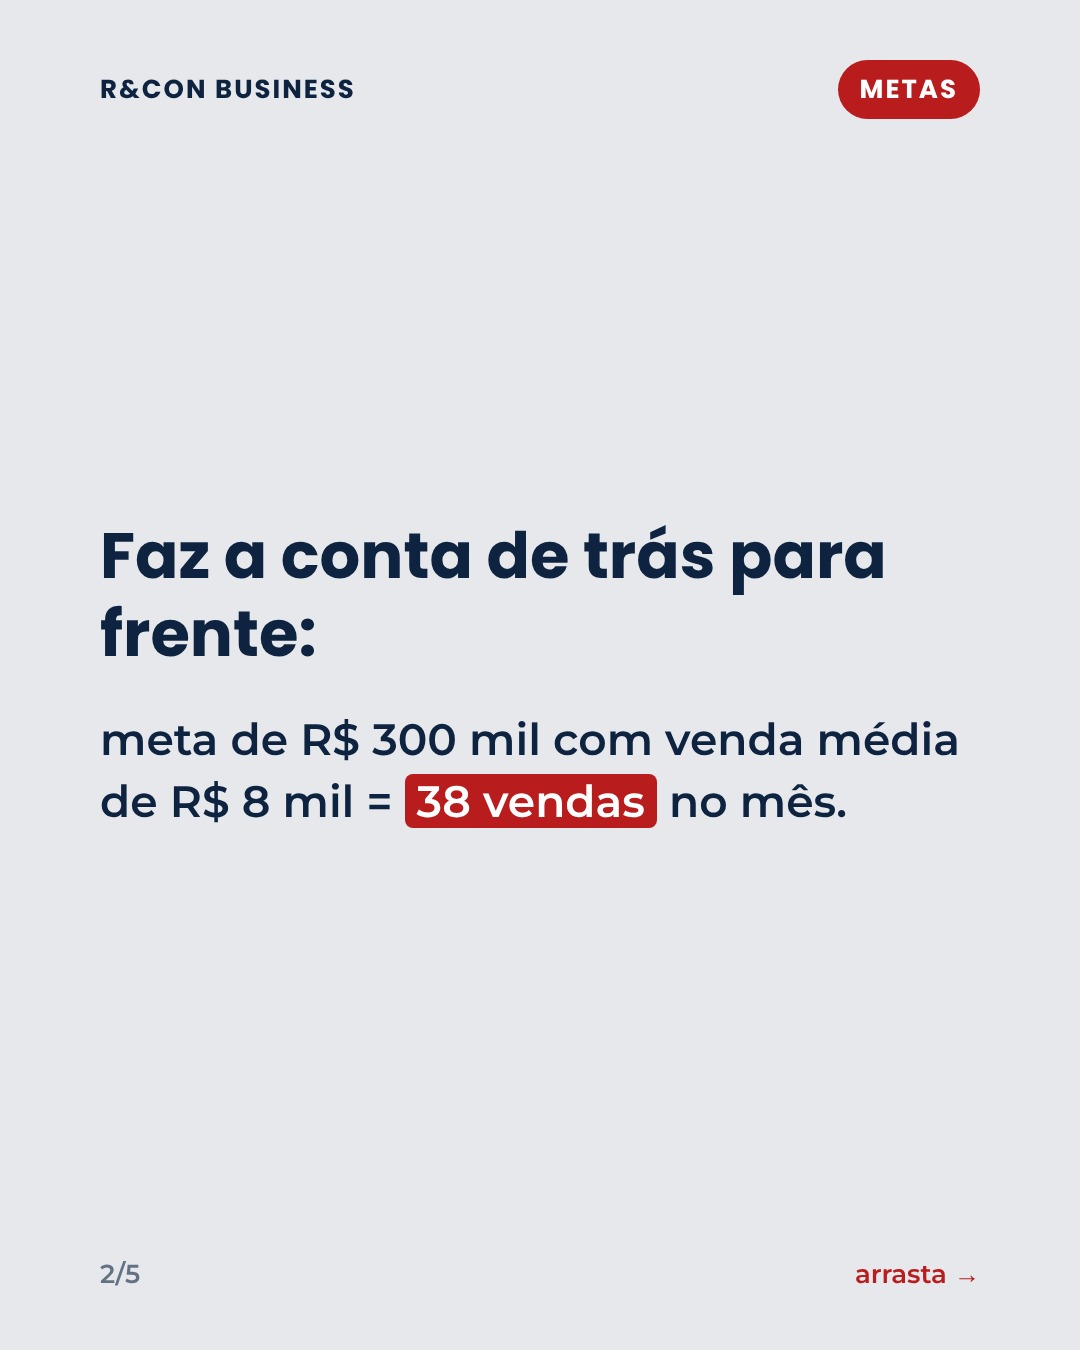 R&CON BUSINESS
METAS
Faz a conta de trás para
frente:
meta de R$ 300 mil com venda média
de R$ 8 mil = 38 vendas no mês.
2/5
arrasta →